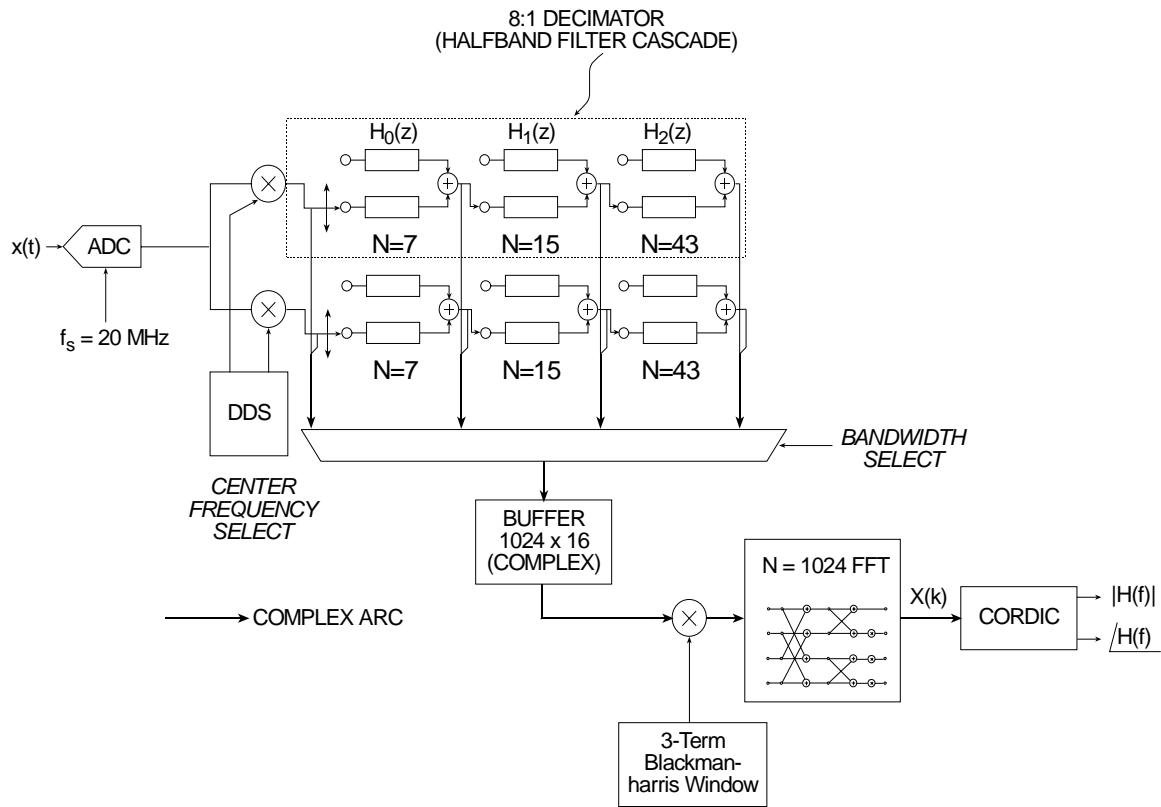 8:1 DECIMATOR
(HALFBAND FILTER CASCADE)
H0(z)
H1(z)
H2(z)
x(t)
ADC
N=7
N=15
N=43
fs = 20 MHz
N=7
N=15
N=43
DDS
BANDWIDTH
SELECT
CENTER
FREQUENCY
SELECT
BUFFER
1024 x 16
(COMPLEX)
N = 1024 FFT
X(k)
|H(f)|
COMPLEX ARC
CORDIC
/H(f)
3-Term
Blackman-
harris Window